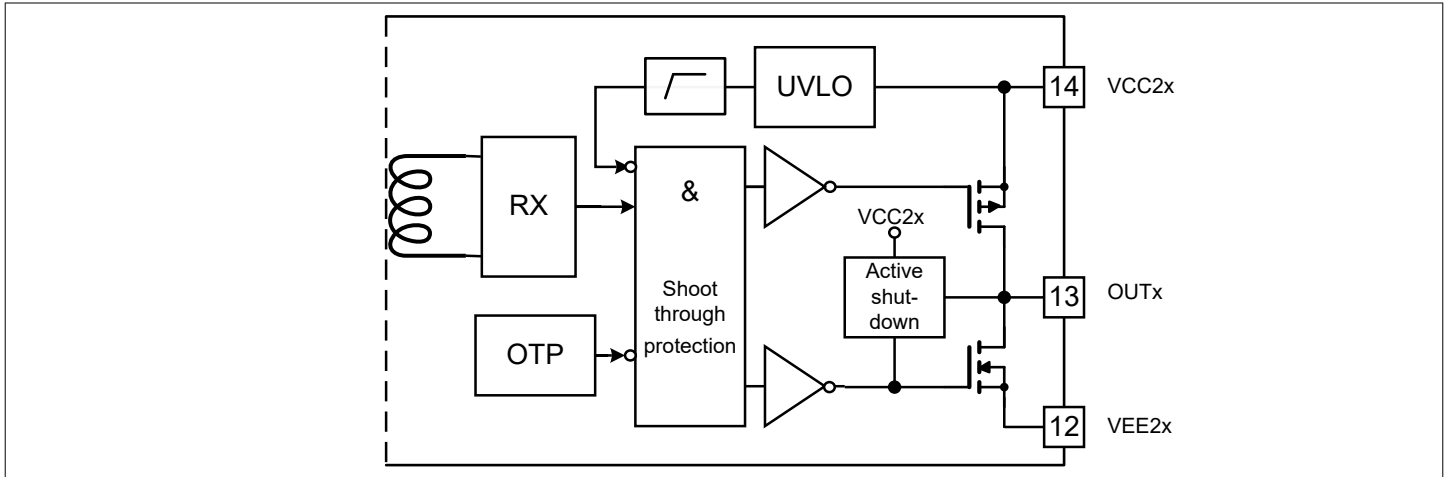 UVLO
14 VCC2x
RX
&
VCC2x
Active
shut-
down
13 OUTx
Shoot
through
protection
OTP
12 VEE2x